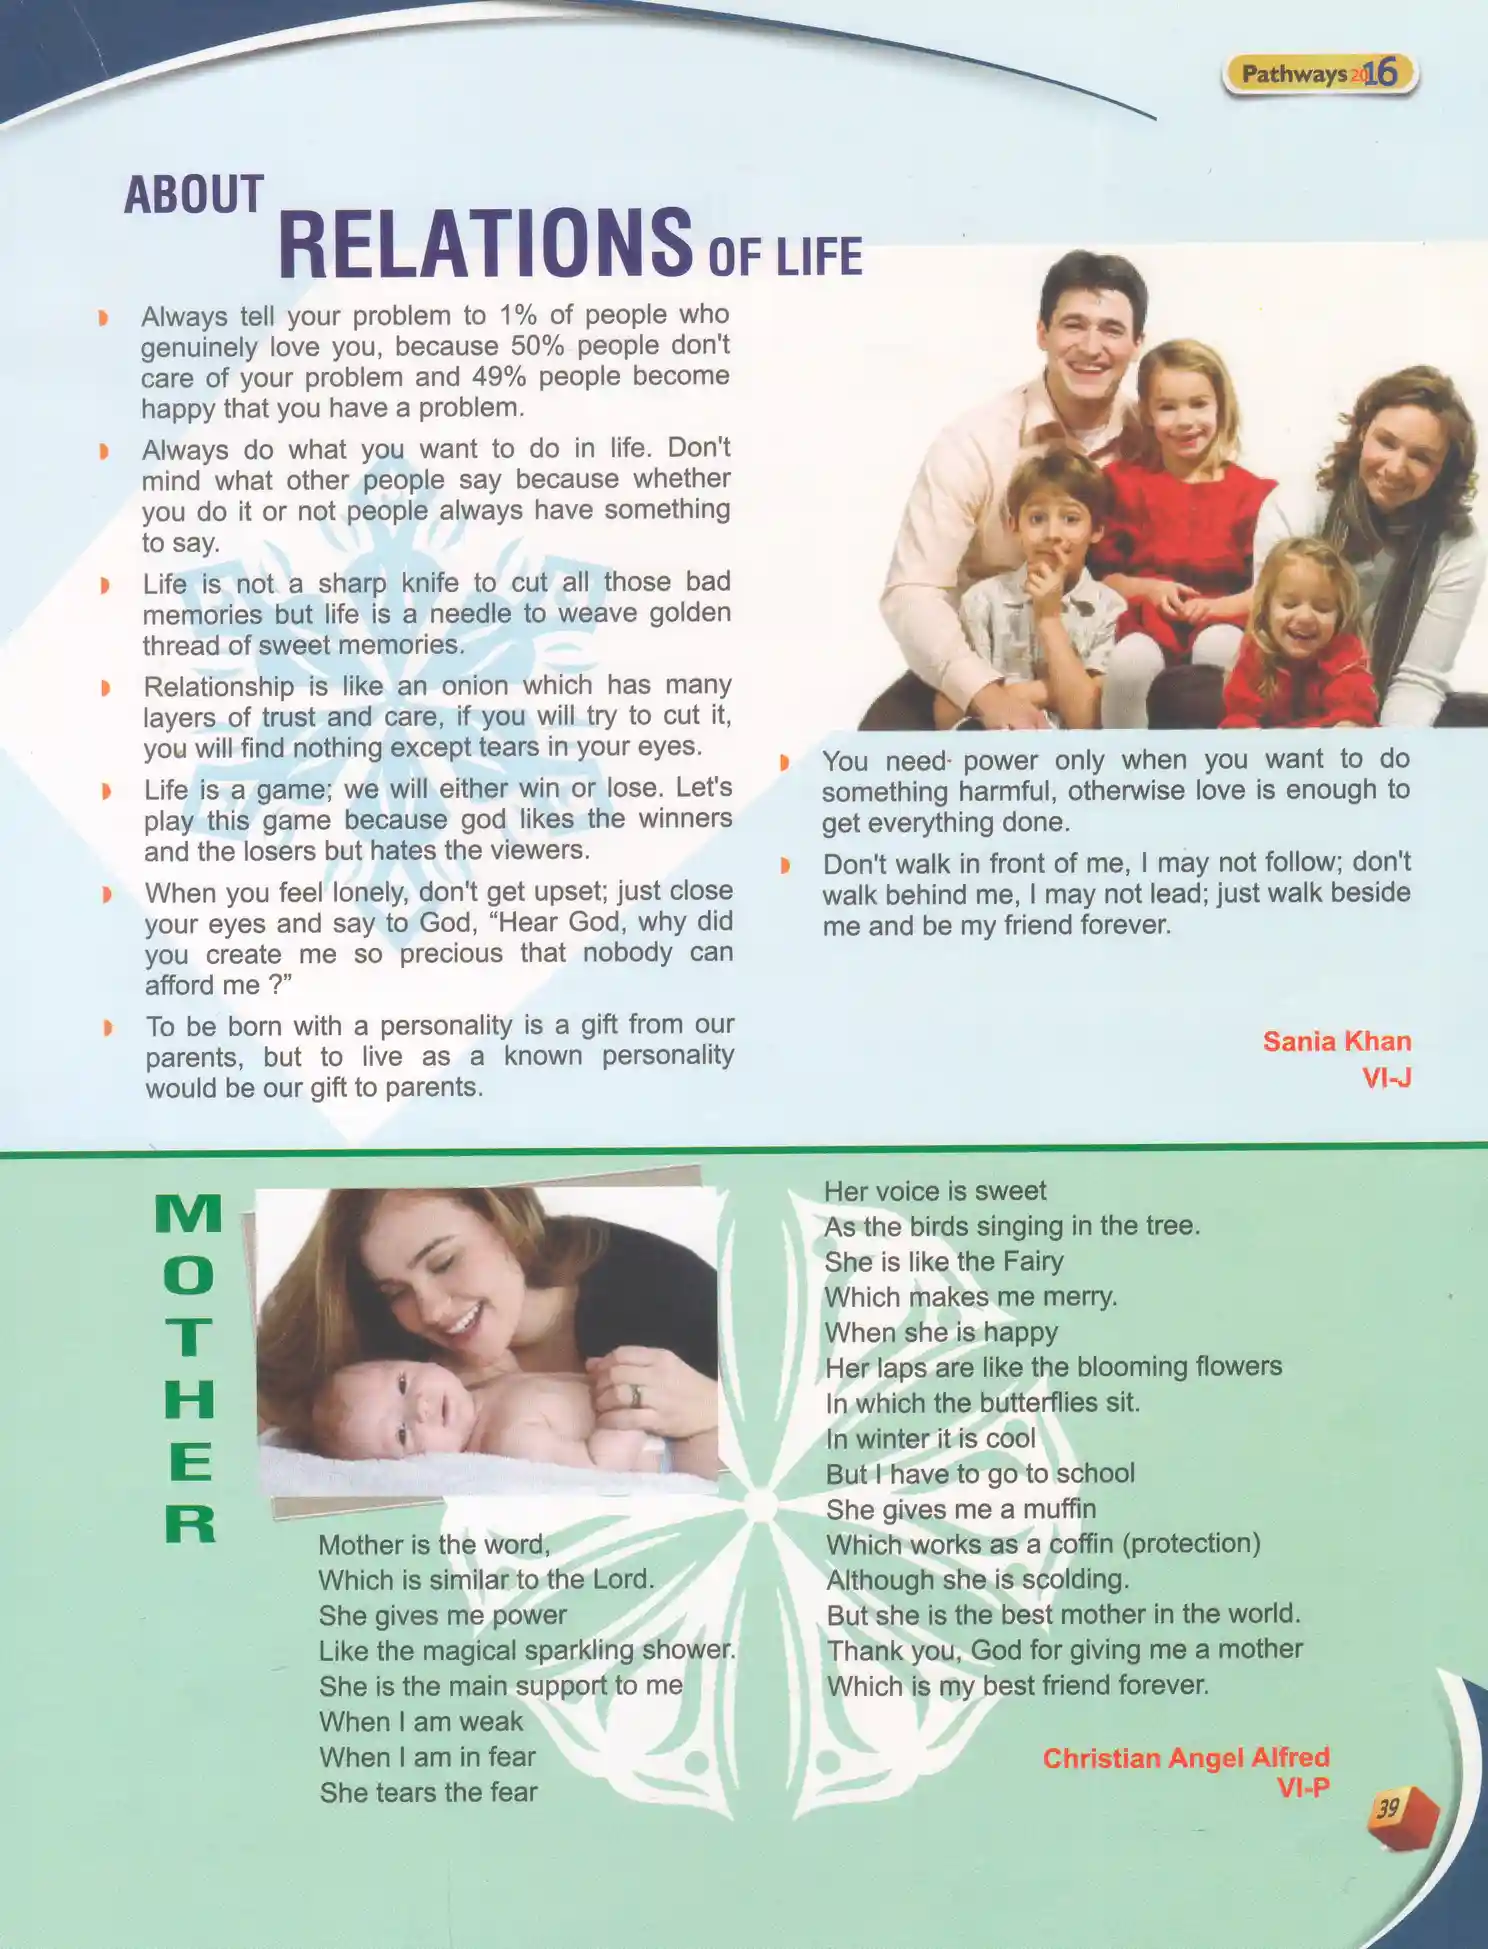 Pathways 2016
ABOUT
RELATIONS OF LIFE
Always tell your problem to 1% of people who
genuinely love you, because 50% people don't
care of your problem and 49% people become
happy that you have a problem.
Always do what you want to do in life. Don't
mind what other people say because whether
you do it or not people always have something
to say.
Life is not a sharp knife to cut all those bad
memories but life is a needle to weave golden
thread of sweet memories.
Relationship is like an onion which has many
layers of trust and care, if you will try to cut it,
you will find nothing except tears in your eyes.
Life is a game; we will either win or lose. Let's
play this game because god likes the winners
and the losers but hates the viewers.
When you feel lonely, don't get upset; just close
your eyes and say to God, “Hear God, why did
you create me so precious that nobody can
afford me ?”
To be born with a personality is a gift from our
parents, but to live as a known personality
would be our gift to parents.
You need power only when you want to do
something harmful, otherwise love is enough to
get everything done.
Don't walk in front of me, I may not follow; don't
walk behind me, I may not lead; just walk beside
me and be my friend forever.
Sania Khan
VI-J
MOTHER
Mother is the word,
Which is similar to the Lord.
She gives me power
Like the magical sparkling shower.
She is the main support to me
When I am weak
When I am in fear
She tears the fear
Her voice is sweet
As the birds singing in the tree.
She is like the Fairy
Which makes me merry.
When she is happy
Her laps are like the blooming flowers
In which the butterflies sit.
In winter it is cool
But I have to go to school
She gives me a muffin
Which works as a coffin (protection)
Although she is scolding.
But she is the best mother in the world.
Thank you, God for giving me a mother
Which is my best friend forever.
Christian Angel Alfred
VI-P
39